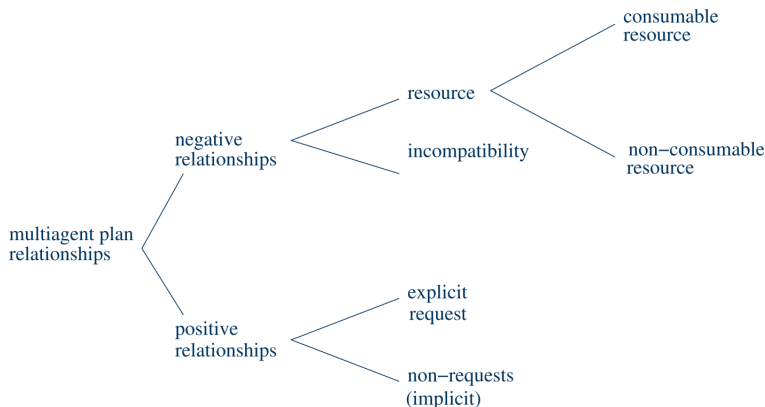 consumable
resource
resource
negative
relationships
incompatibility
non−consumable
resource
multiagent plan
relationships
explicit
request
positive
relationships
non−requests
(implicit)